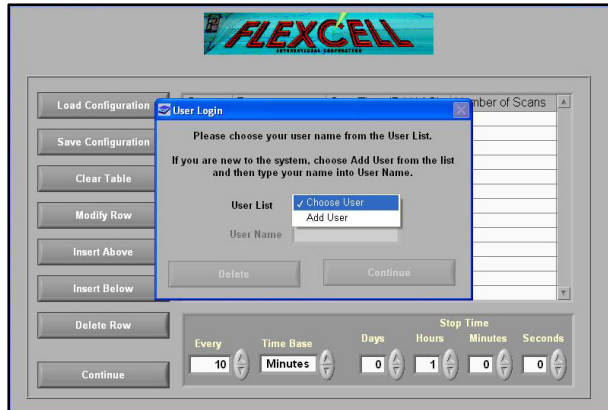 FLEXCELL
INTERNATIONAL CORPORATION
Load Configuration
Save Configuration
Clear Table
Modify Row
Insert Above
Insert Below
Delete Row
Continue
Number of Scans
User Login
Please choose your user name from the User List.
If you are new to the system, choose Add User from the list
and then type your name into User Name.
User List
✓ Choose User
Add User
User Name
Delete
Continue
Stop Time
Every
Time Base
Days
Hours
Minutes
Seconds
10
Minutes
0
1
0
0